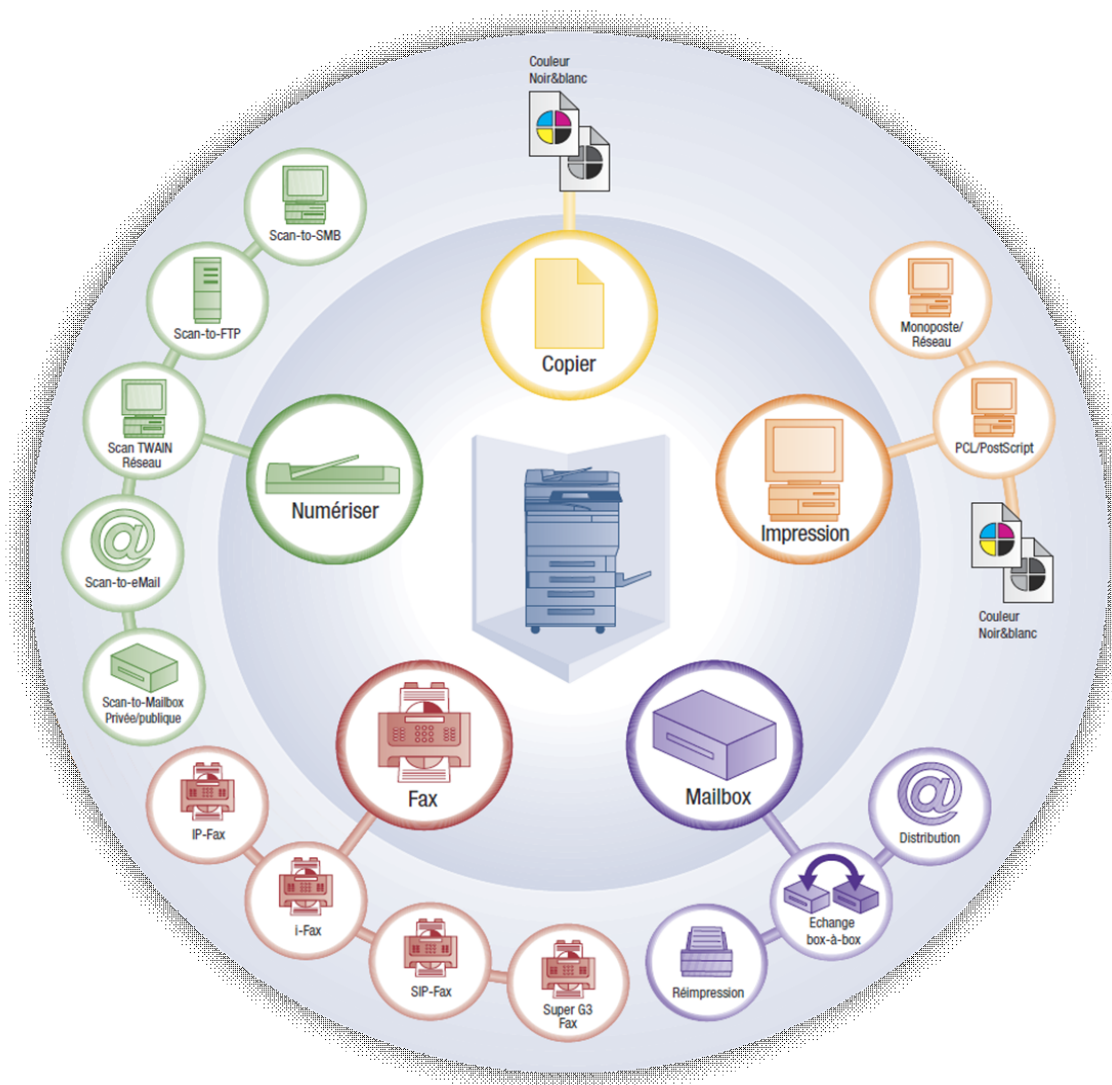 Couleur
Noir&blanc
Copier
Scan-to-SMB
Scan-to-FTP
Scan TWAIN
Réseau
Scan-to-eMail
Scan-to-Mailbox
Privée/publique
Numériser
Monoposte/
Réseau
PCL/PostScript
Couleur
Noir&blanc
Impression
Fax
IP-Fax
i-Fax
SIP-Fax
Super G3
Fax
Mailbox
Distribution
Echange
box-à-box
Réimpression